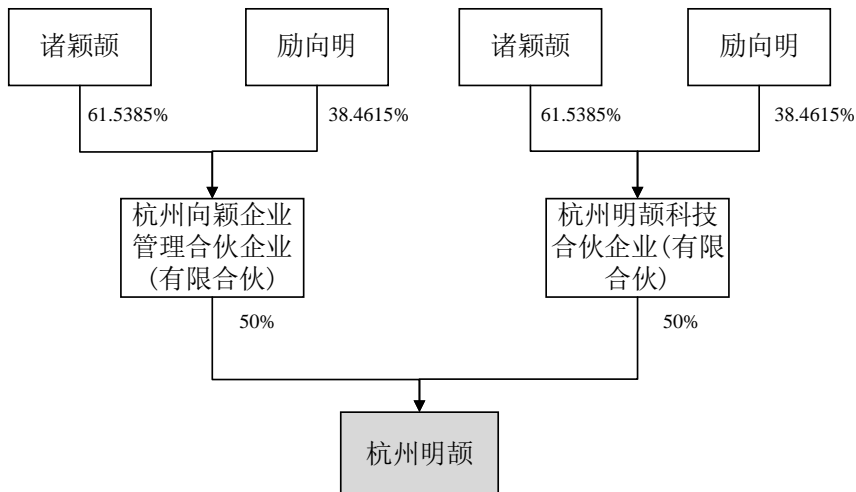 诸颖颉
励向明
诸颖颉
励向明
61.5385%
38.4615%
61.5385%
38.4615%
杭州向颖企业
管理合伙企业
(有限合伙)
杭州明颉科技
合伙企业(有限
合伙)
50%
50%
杭州明颉